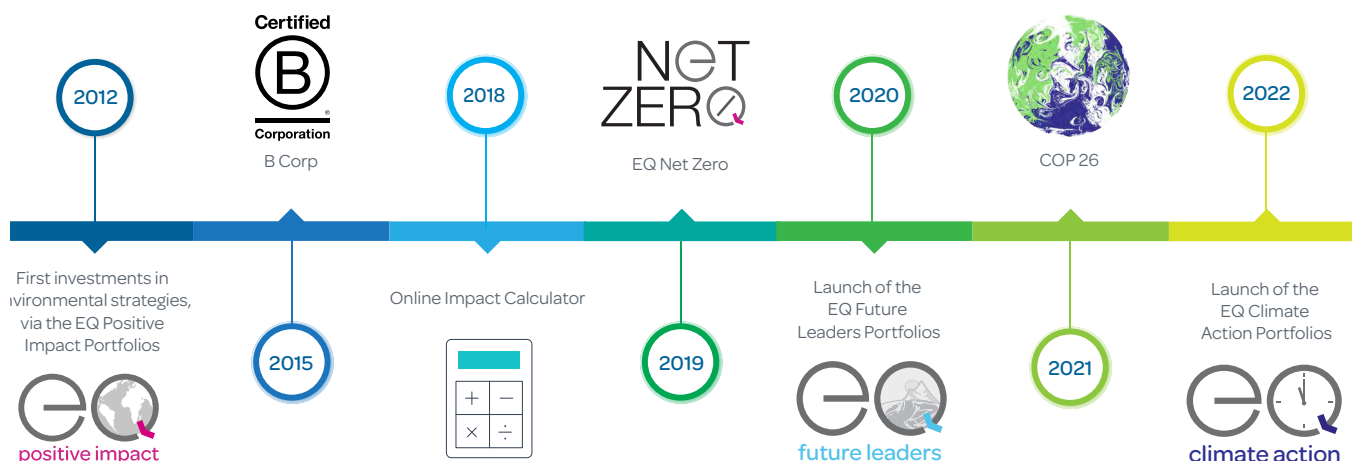 2012
First investments in
nvironmental strategies,
via the EQ Positive
Impact Portfolios
eQ
positive impact
Certified
B
®
Corporation
B Corp
2015
2018
Online Impact Calculator
+ −
× ÷
NeT
ZERO
EQ Net Zero
2019
2020
Launch of the
EQ Future
Leaders Portfolios
eQ
future leaders
COP 26
2021
2022
Launch of the
EQ Climate
Action Portfolios
eQ
climate action